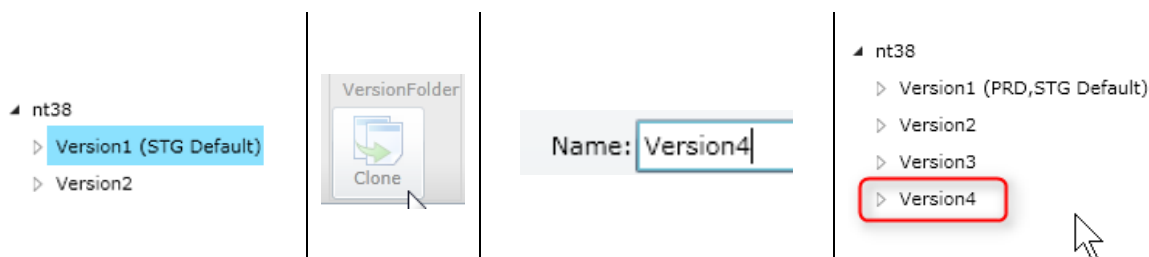 nt38
Version1 (STG Default)
Version2
VersionFolder
Clone
Name: Version4
nt38
Version1 (PRD,STG Default)
Version2
Version3
Version4